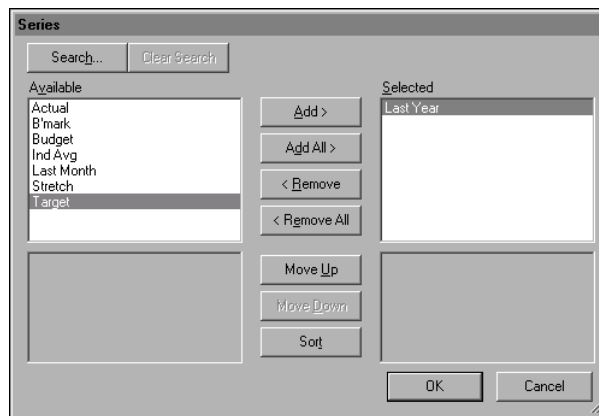 Series
Search... Clear Search
Available
Selected
Actual
B'mark
Budget
Ind Avg
Last Month
Stretch
Target
Add >
Add All >
< Remove
< Remove All
Last Year
Move Up
Move Down
Sort
OK Cancel